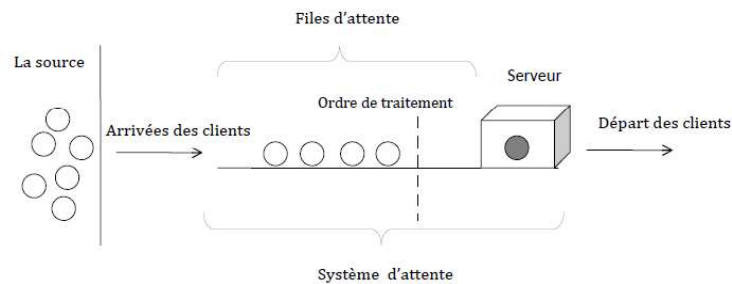 Files d'attente
La source
Serveur
Ordre de traitement
Arrivées des clients
Départ des clients
Système d'attente